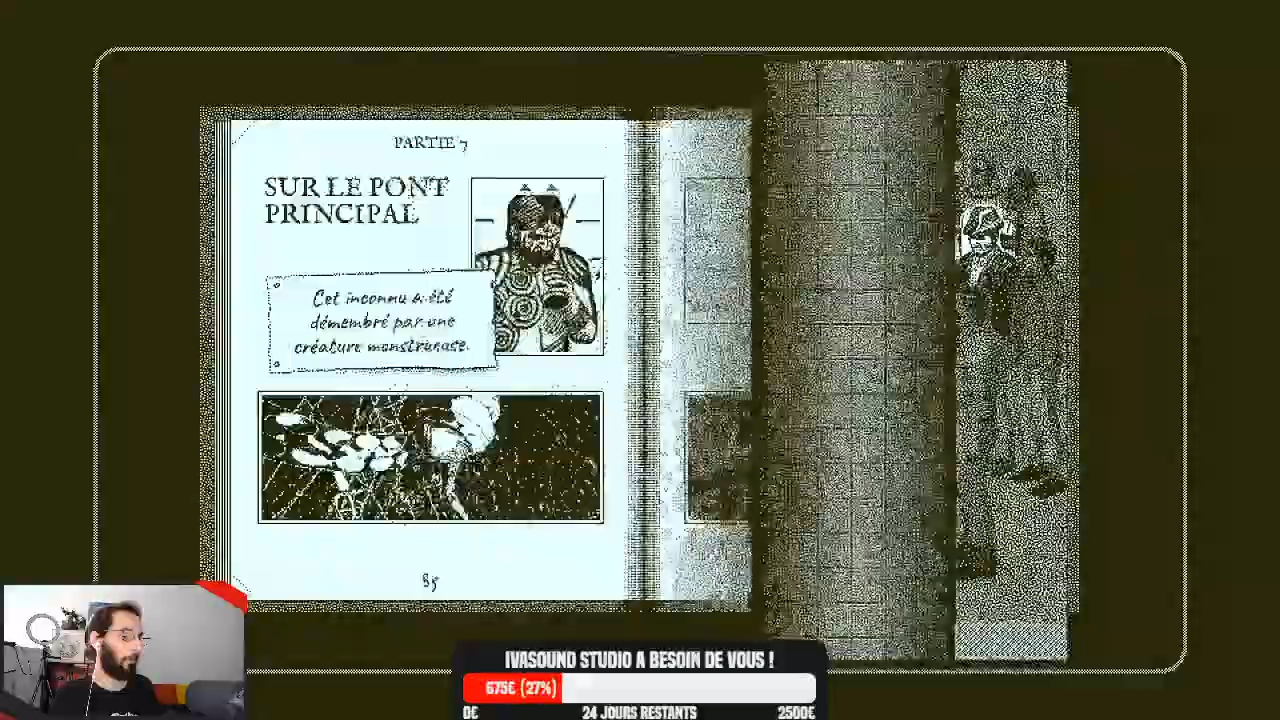 PARTIE 7
SUR LE PONT
PRINCIPAL
Cet inconnu a été
démembré par une
créature monstrueuse.
85
IVASOUND STUDIO A BESOIN DE VOUS !
675€ (27%)
0€ 24 JOURS RESTANTS 2500€